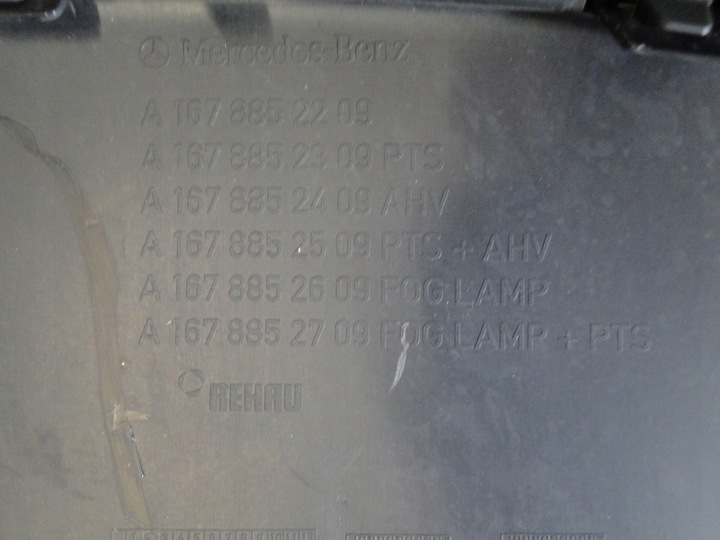 Mercedes-Benz
A 167 885 22 09
A 167 885 23 09 PTS
A 167 885 24 09 AHV
A 167 885 25 09 PTS + AHV
A 167 885 26 09 FOG LAMP
A 167 885 27 09 FOG LAMP + PTS
REHAU